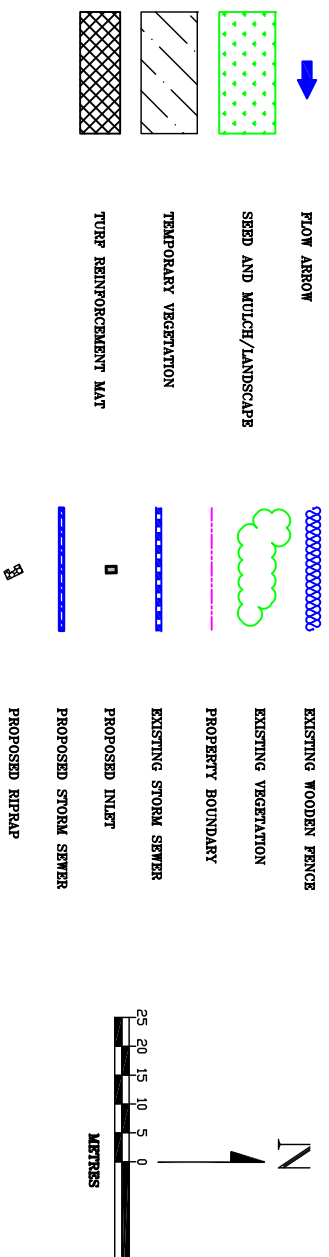 FLOW ARROW
SEED AND MULCH/LANDSCAPE
TEMPORARY VEGETATION
TURF REINFORCEMENT MAT
EXISTING WOODEN FENCE
EXISTING VEGETATION
PROPERTY BOUNDARY
EXISTING STORM SEWER
PROPOSED INLET
PROPOSED STORM SEWER
PROPOSED RIPRAP
N
25 20 15 10 5 0
METRES